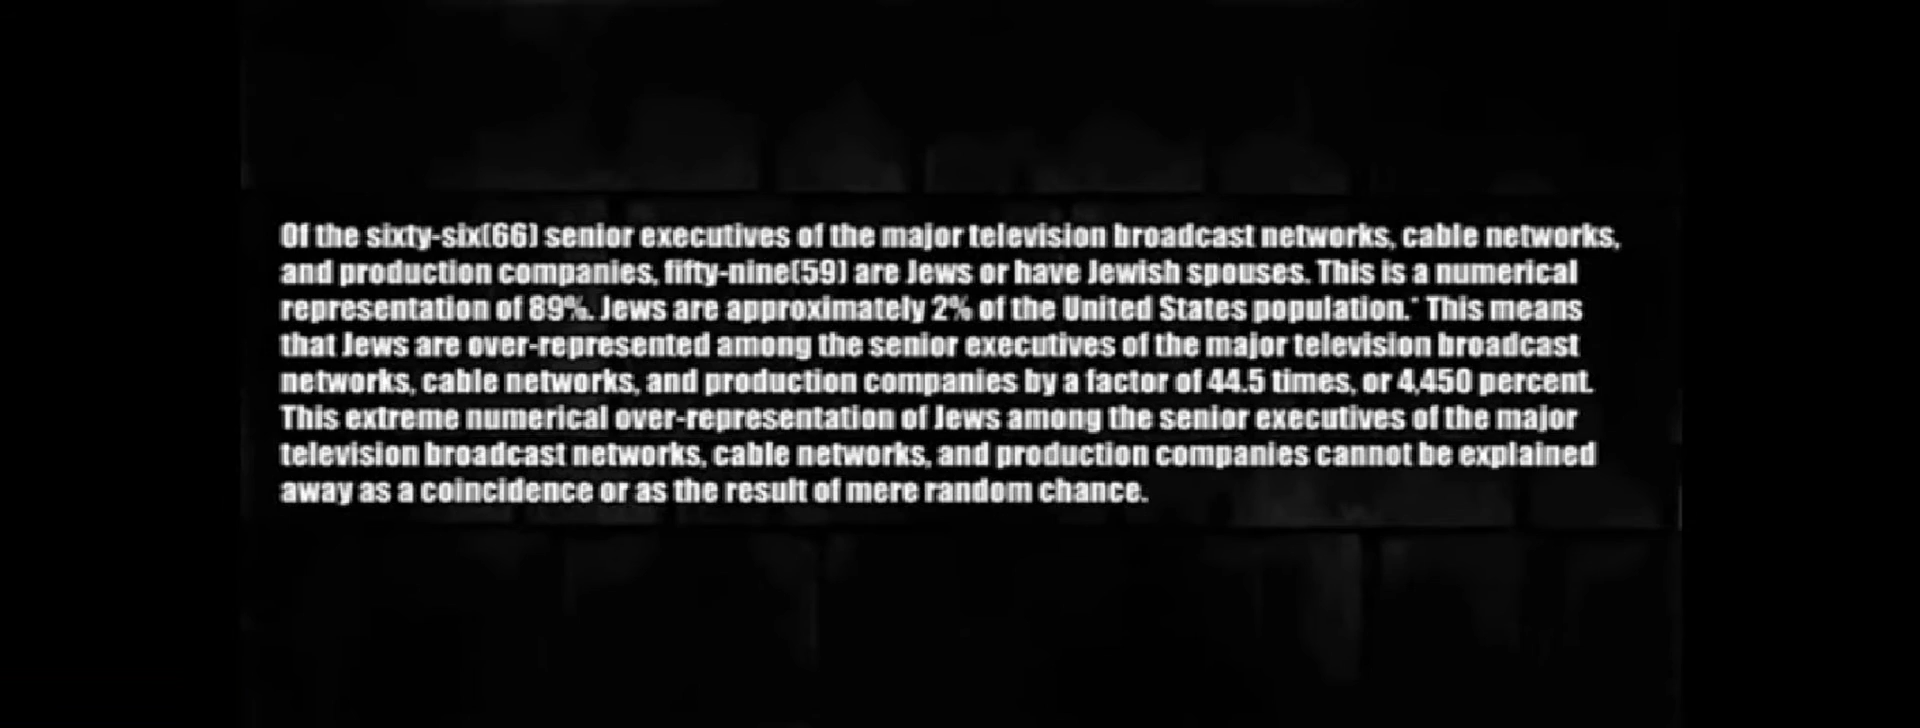 Of the sixty-six(66) senior executives of the major television broadcast networks, cable networks,
and production companies, fifty-nine(59) are Jews or have Jewish spouses. This is a numerical
representation of 89%. Jews are approximately 2% of the United States population.* This means
that Jews are over-represented among the senior executives of the major television broadcast
networks, cable networks, and production companies by a factor of 44.5 times, or 4,450 percent.
This extreme numerical over-representation of Jews among the senior executives of the major
television broadcast networks, cable networks, and production companies cannot be explained
away as a coincidence or as the result of mere random chance.